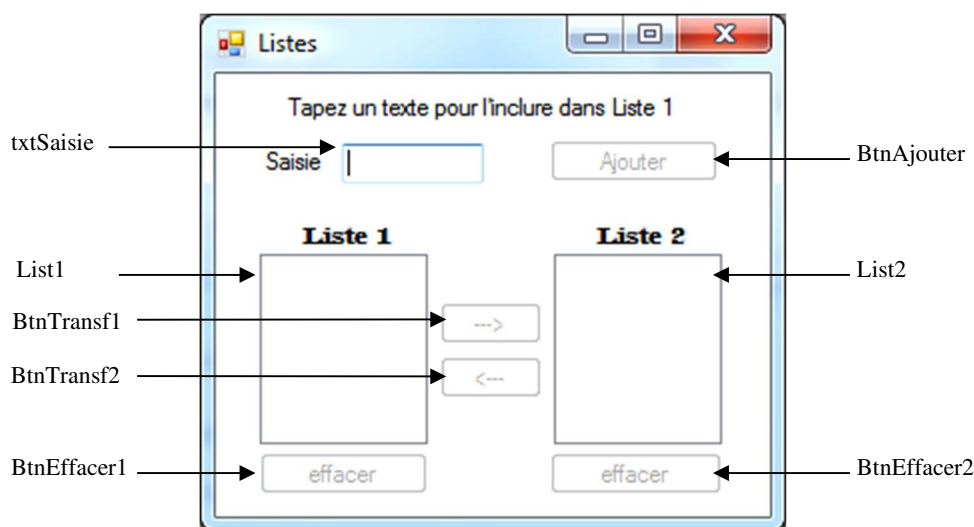 Listes
Tapez un texte pour l'inclure dans Liste 1
txtSaisie
Saisie
Ajouter
BtnAjouter
Liste 1
Liste 2
List1
List2
BtnTransf1
--->
BtnTransf2
<---
BtnEffacer1
effacer
effacer
BtnEffacer2